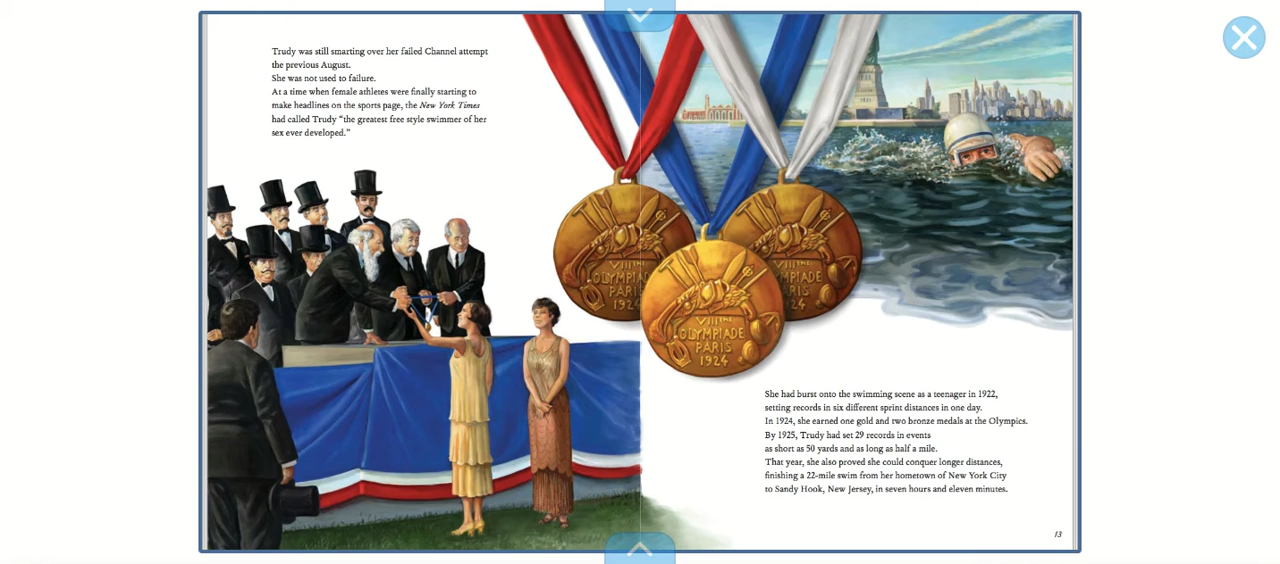 Trudy was still smarting over her failed Channel attempt
the previous August.
She was not used to failure.
At a time when female athletes were finally starting to
make headlines on the sports page, the New York Times
had called Trudy “the greatest free style swimmer of her
sex ever developed.”
VIIIᵐᵉ
OLYMPIADE
PARIS
1924
VIIIᵐᵉ
OLYMPIADE
PARIS
1924
She had burst onto the swimming scene as a teenager in 1922,
setting records in six different sprint distances in one day.
In 1924, she earned one gold and two bronze medals at the Olympics.
By 1925, Trudy had set 29 records in events
as short as 50 yards and as long as half a mile.
That year, she also proved she could conquer longer distances,
finishing a 22-mile swim from her hometown of New York City
to Sandy Hook, New Jersey, in seven hours and eleven minutes.
13